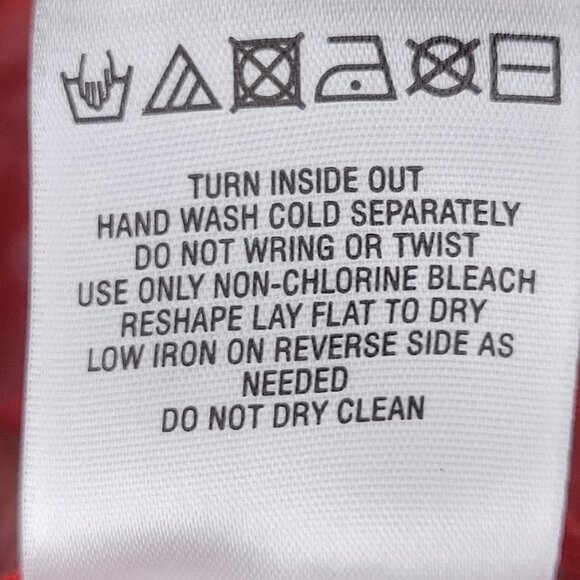 TURN INSIDE OUT
HAND WASH COLD SEPARATELY
DO NOT WRING OR TWIST
USE ONLY NON-CHLORINE BLEACH
RESHAPE LAY FLAT TO DRY
LOW IRON ON REVERSE SIDE AS
NEEDED
DO NOT DRY CLEAN